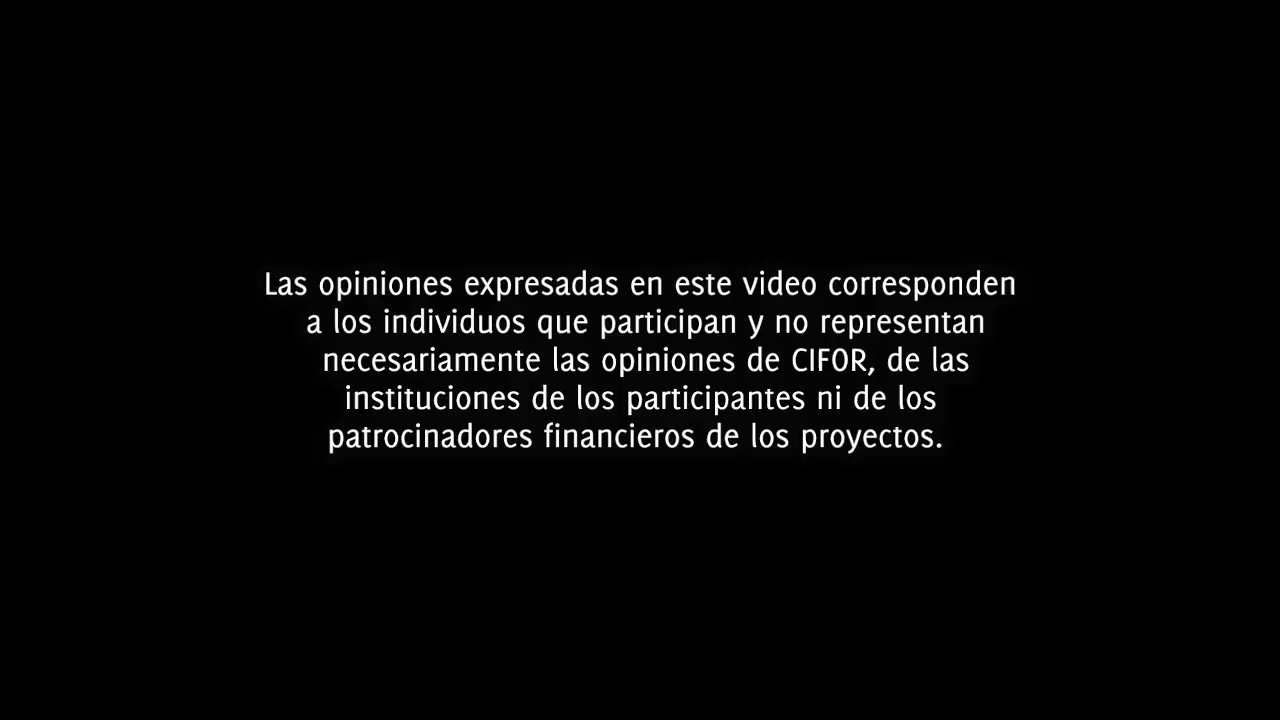 Las opiniones expresadas en este video corresponden
a los individuos que participan y no representan
necesariamente las opiniones de CIFOR, de las
instituciones de los participantes ni de los
patrocinadores financieros de los proyectos.